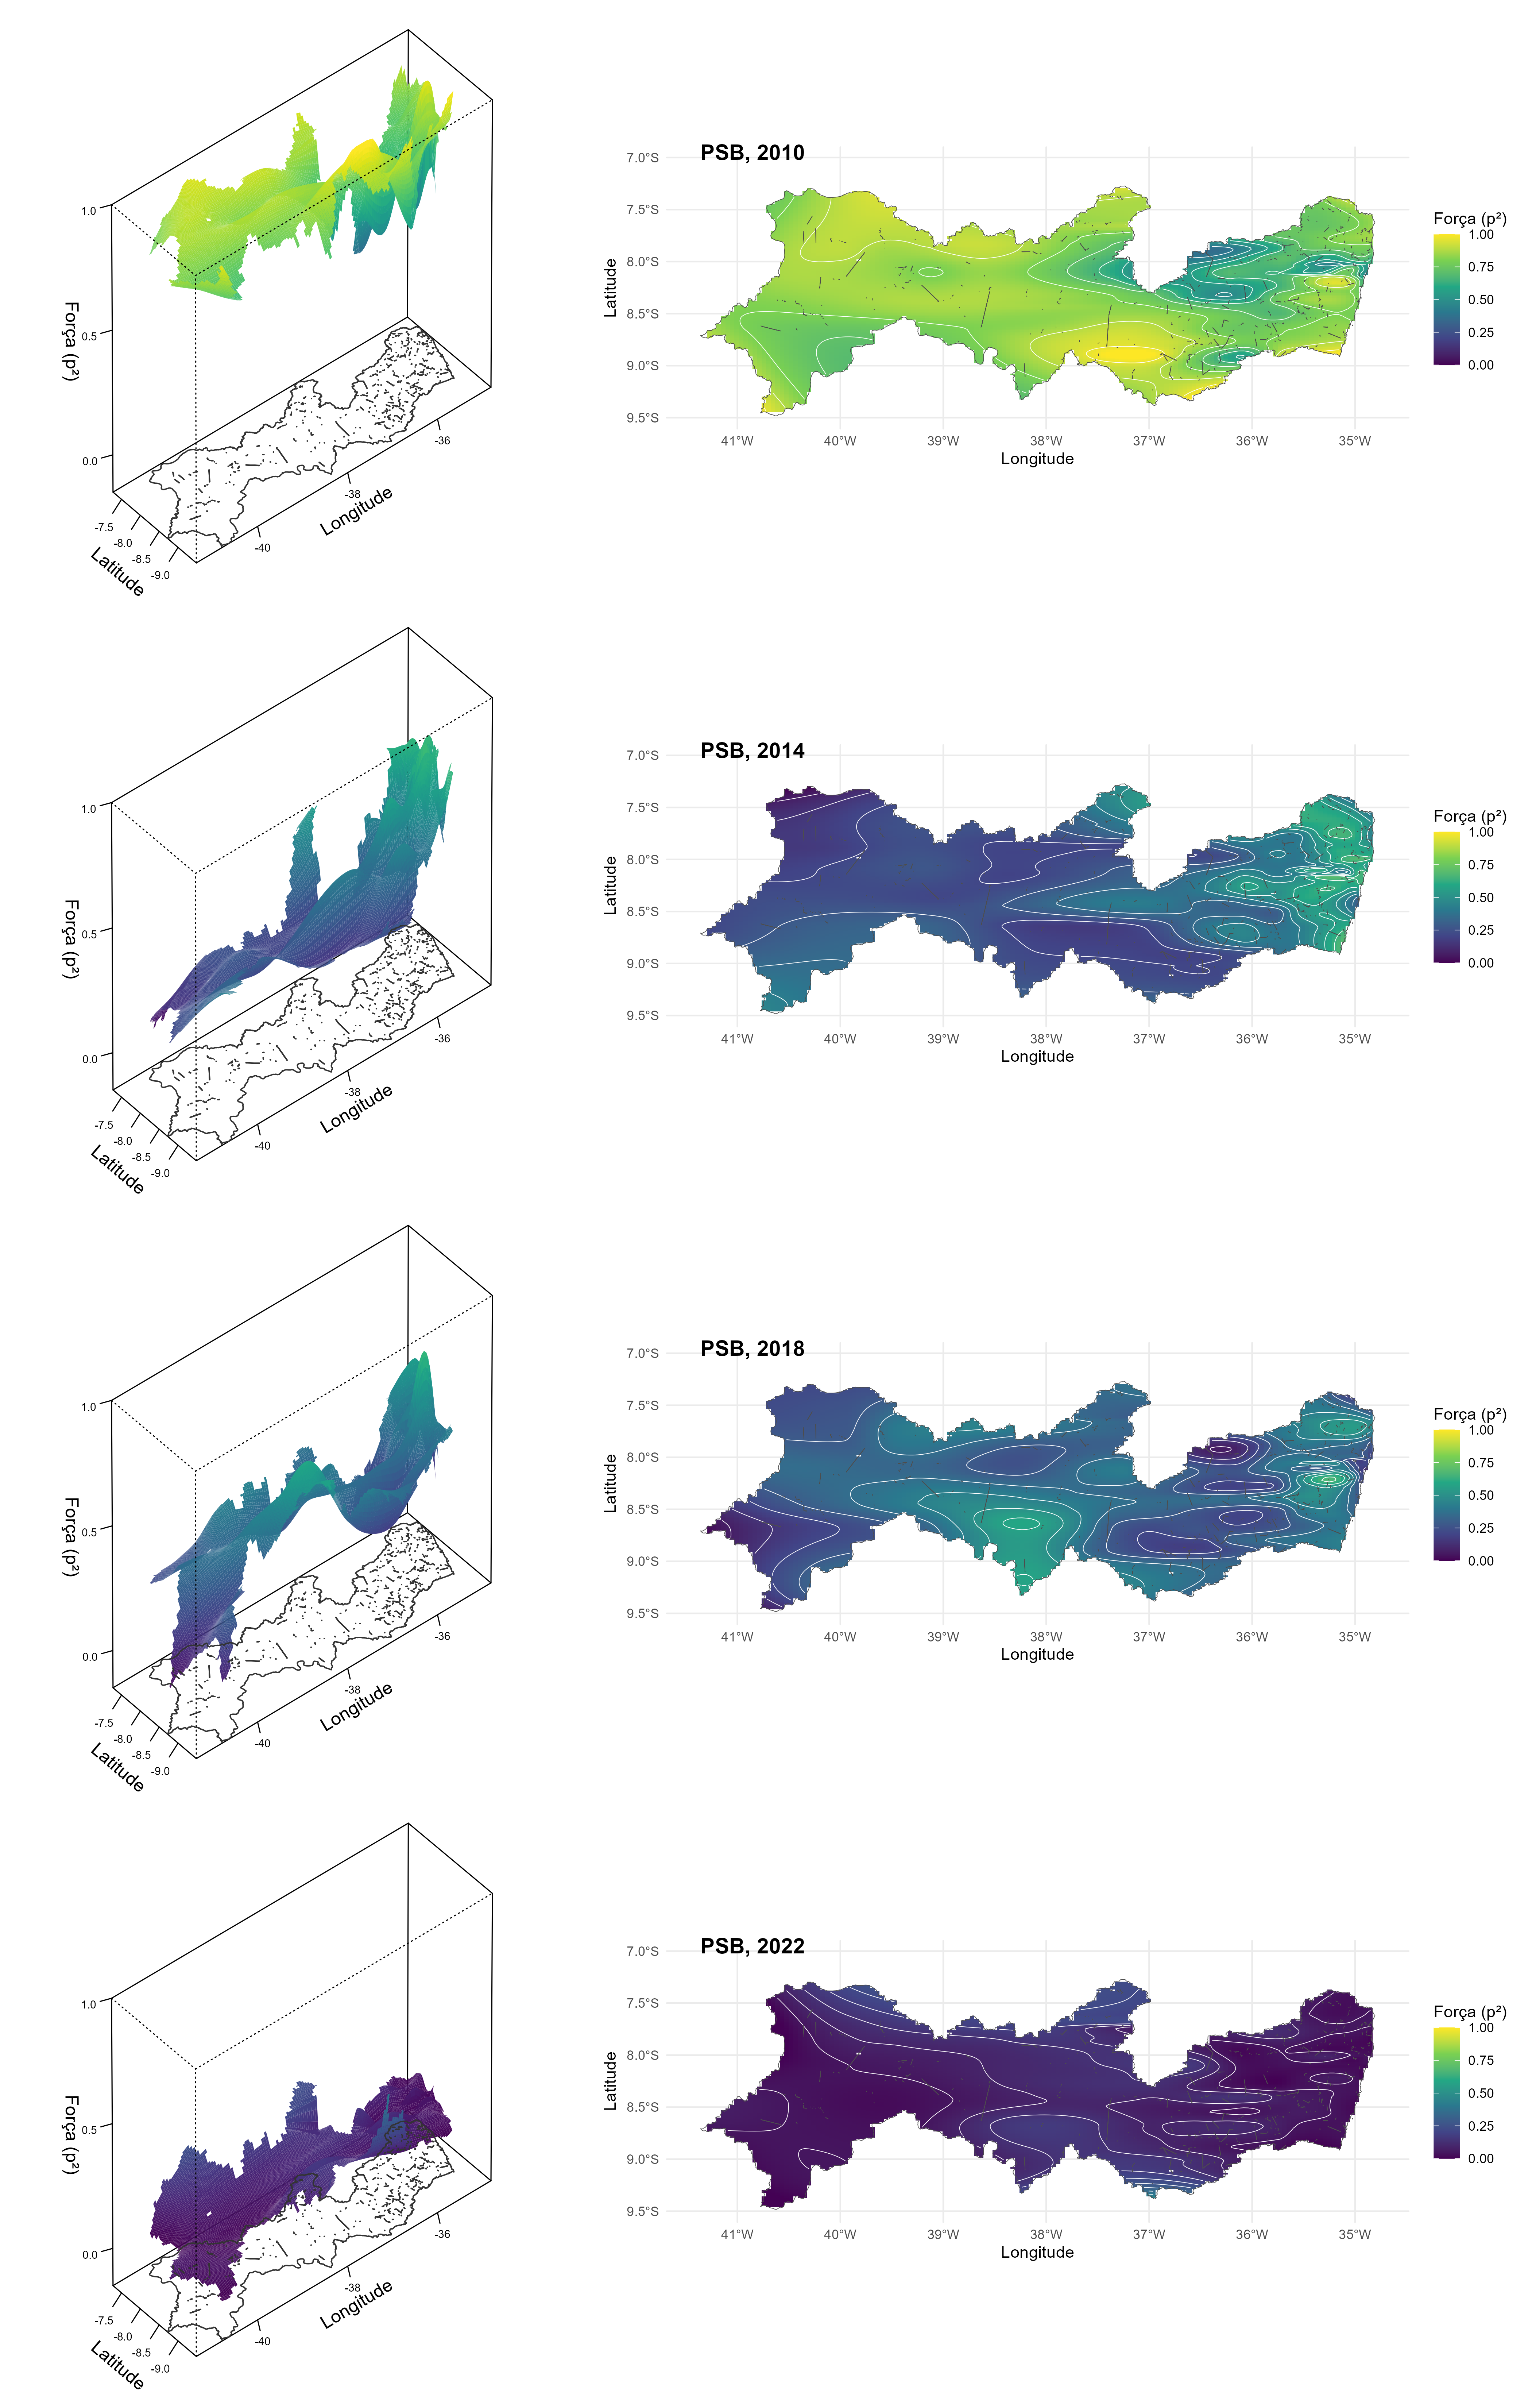 1.0
0.5
0.0
Força (p²)
-7.5
-8.0
-8.5
-9.0
Latitude
-40
-38
-36
Longitude
PSB, 2010
7.0°S
7.5°S
8.0°S
8.5°S
9.0°S
9.5°S
Latitude
41°W 40°W 39°W 38°W 37°W 36°W 35°W
Longitude
Força (p²)
1.00
0.75
0.50
0.25
0.00
1.0
0.5
0.0
Força (p²)
-7.5
-8.0
-8.5
-9.0
Latitude
-40
-38
-36
Longitude
PSB, 2014
7.0°S
7.5°S
8.0°S
8.5°S
9.0°S
9.5°S
Latitude
41°W 40°W 39°W 38°W 37°W 36°W 35°W
Longitude
Força (p²)
1.00
0.75
0.50
0.25
0.00
1.0
0.5
0.0
Força (p²)
-7.5
-8.0
-8.5
-9.0
Latitude
-40
-38
-36
Longitude
PSB, 2018
7.0°S
7.5°S
8.0°S
8.5°S
9.0°S
9.5°S
Latitude
41°W 40°W 39°W 38°W 37°W 36°W 35°W
Longitude
Força (p²)
1.00
0.75
0.50
0.25
0.00
1.0
0.5
0.0
Força (p²)
-7.5
-8.0
-8.5
-9.0
Latitude
-40
-38
-36
Longitude
PSB, 2022
7.0°S
7.5°S
8.0°S
8.5°S
9.0°S
9.5°S
Latitude
41°W 40°W 39°W 38°W 37°W 36°W 35°W
Longitude
Força (p²)
1.00
0.75
0.50
0.25
0.00